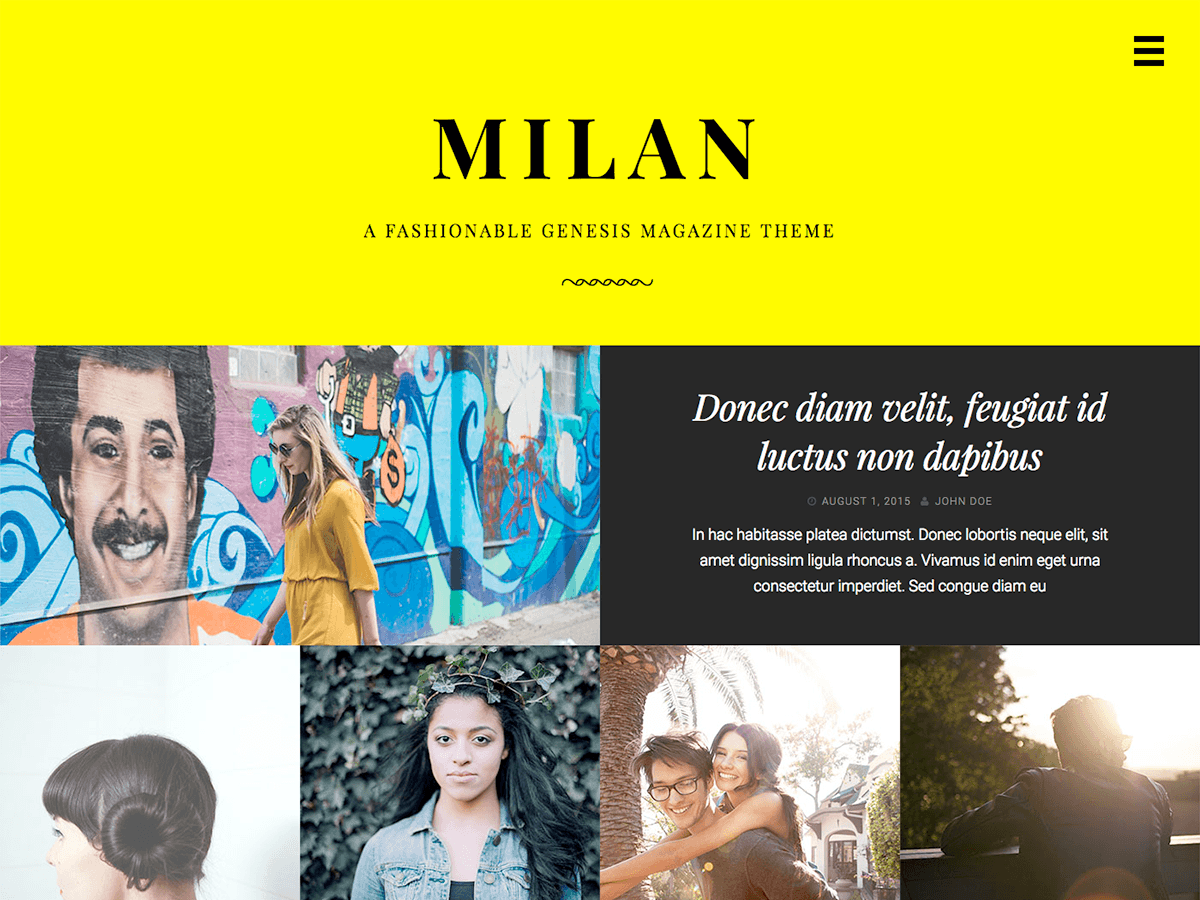 MILAN
A FASHIONABLE GENESIS MAGAZINE THEME
$
Donec diam velit, feugiat id
luctus non dapibus
AUGUST 1, 2015 JOHN DOE
In hac habitasse platea dictumst. Donec lobortis neque elit, sit
amet dignissim ligula rhoncus a. Vivamus id enim eget urna
consectetur imperdiet. Sed congue diam eu